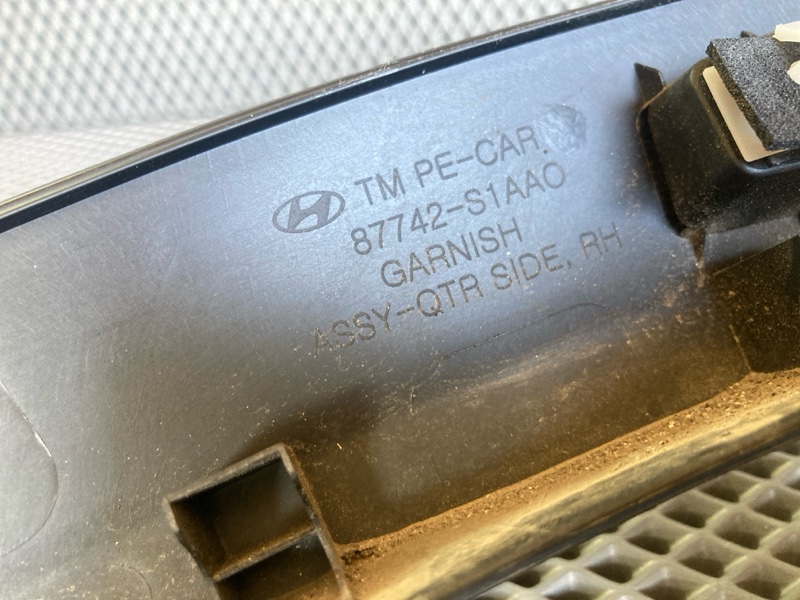 TM PE-CAR.
87742-S1AA0
GARNISH
ASSY-QTR SIDE, RH